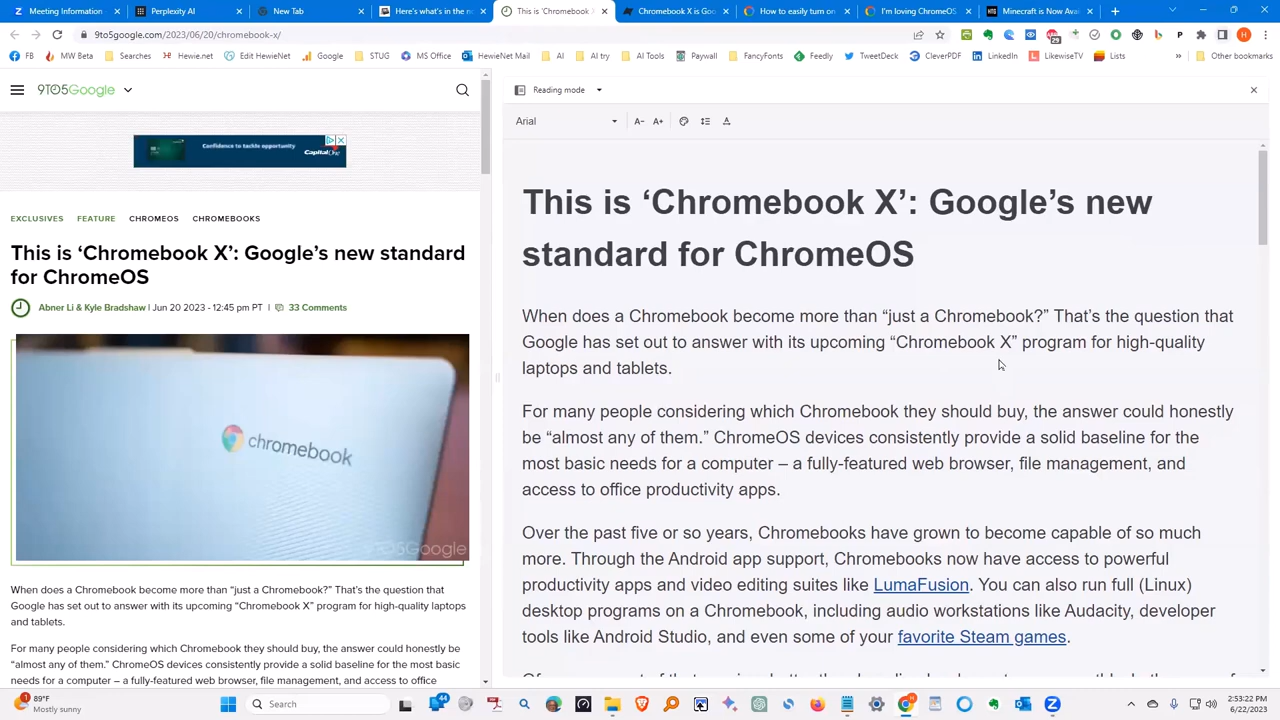 Meeting Information
Perplexity AI
New Tab
Here's what's in the n
This is 'Chromebook X'
Chromebook X is Goo
How to easily turn on
I'm loving ChromeOS
Minecraft is Now Avai
9to5google.com/2023/06/20/chromebook-x/
FB
MW Beta
Searches
Hewie.net
Edit HewieNet
Google
STUG
MS Office
HewieNet Mail
AI
AI try
AI Tools
Paywall
FancyFonts
Feedly
TweetDeck
CleverPDF
LinkedIn
LikewiseTV
Lists
Other bookmarks
9TO5Google
Confidence to tackle opportunity
Capital One
EXCLUSIVES FEATURE CHROMEOS CHROMEBOOKS
This is ‘Chromebook X’: Google’s new standard
for ChromeOS
Abner Li & Kyle Bradshaw | Jun 20 2023 - 12:45 pm PT | 33 Comments
chromebook
9TO5Google
When does a Chromebook become more than “just a Chromebook?” That’s the question that
Google has set out to answer with its upcoming “Chromebook X” program for high-quality laptops
and tablets.
For many people considering which Chromebook they should buy, the answer could honestly be
“almost any of them.” ChromeOS devices consistently provide a solid baseline for the most basic
needs for a computer – a fully-featured web browser, file management, and access to office
Reading mode
Arial
A- A+
This is ‘Chromebook X’: Google’s new
standard for ChromeOS
When does a Chromebook become more than “just a Chromebook?” That’s the question that
Google has set out to answer with its upcoming “Chromebook X” program for high-quality
laptops and tablets.
For many people considering which Chromebook they should buy, the answer could honestly
be “almost any of them.” ChromeOS devices consistently provide a solid baseline for the
most basic needs for a computer – a fully-featured web browser, file management, and
access to office productivity apps.
Over the past five or so years, Chromebooks have grown to become capable of so much
more. Through the Android app support, Chromebooks now have access to powerful
productivity apps and video editing suites like LumaFusion. You can also run full (Linux)
desktop programs on a Chromebook, including audio workstations like Audacity, developer
tools like Android Studio, and even some of your favorite Steam games.
89°F
Mostly sunny
Search
44
2:53:22 PM
6/22/2023